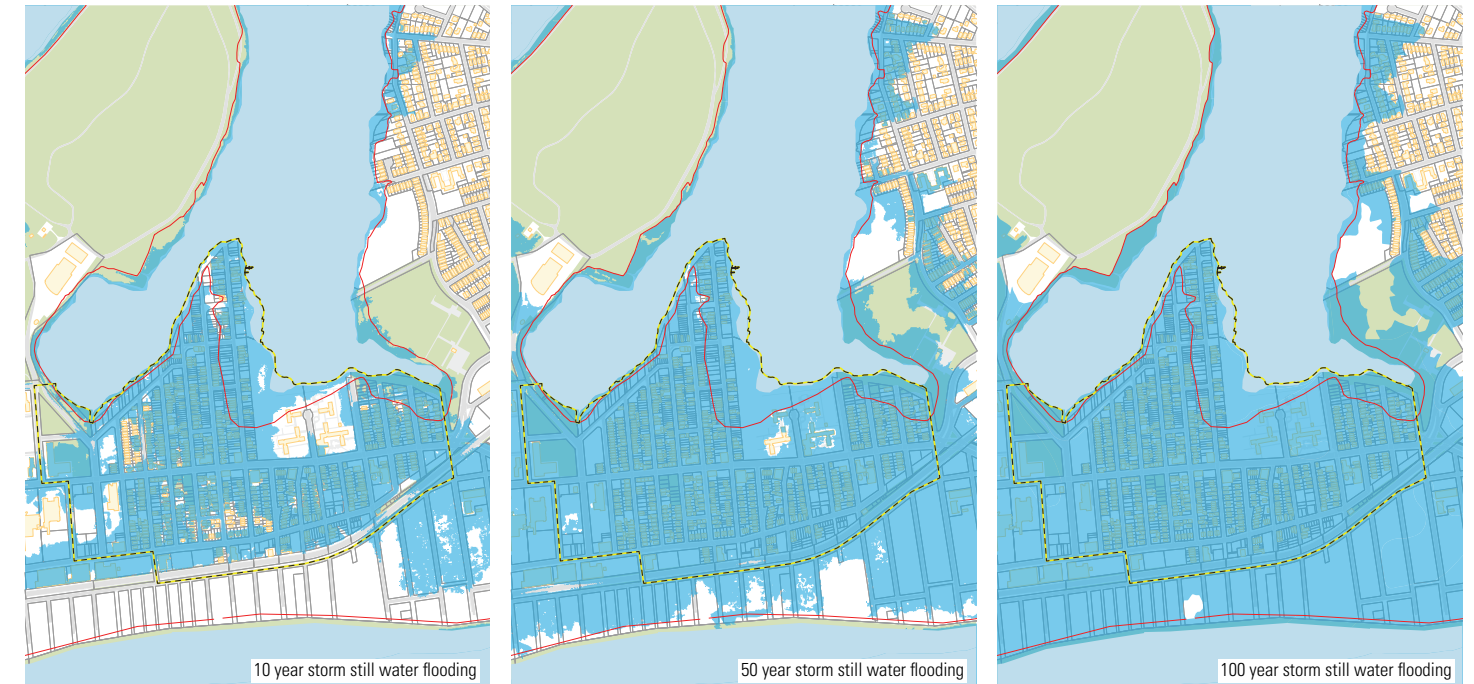 10 year storm still water flooding
50 year storm still water flooding
100 year storm still water flooding